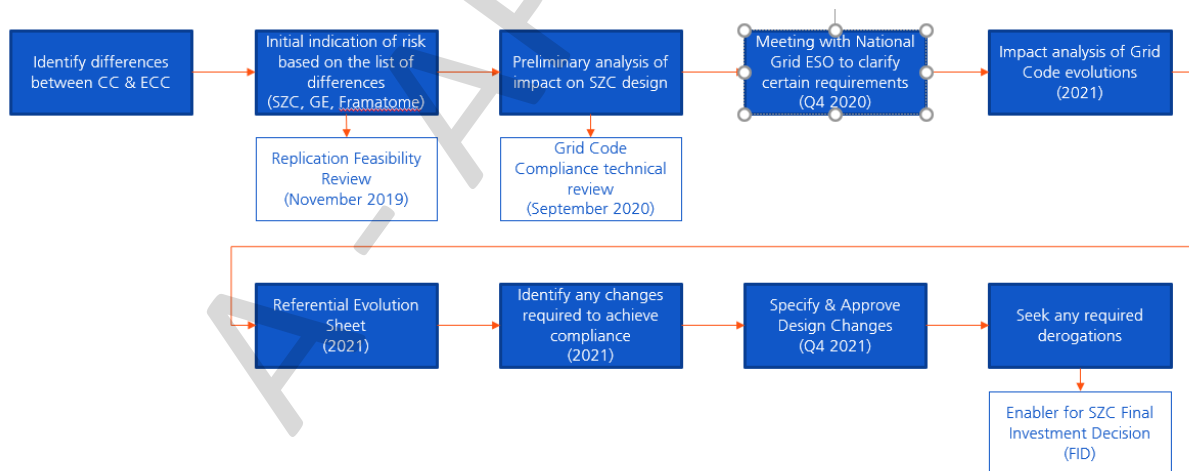 Identify differences
between CC & ECC
Initial indication of risk
based on the list of
differences
(SZC, GE, Framatome)
Preliminary analysis of
impact on SZC design
Meeting with National
Grid ESO to clarify
certain requirements
(Q4 2020)
Impact analysis of Grid
Code evolutions
(2021)
Replication Feasibility
Review
(November 2019)
Grid Code
Compliance technical
review
(September 2020)
Referential Evolution
Sheet
(2021)
Identify any changes
required to achieve
compliance
(2021)
Specify & Approve
Design Changes
(Q4 2021)
Seek any required
derogations
Enabler for SZC Final
Investment Decision
(FID)